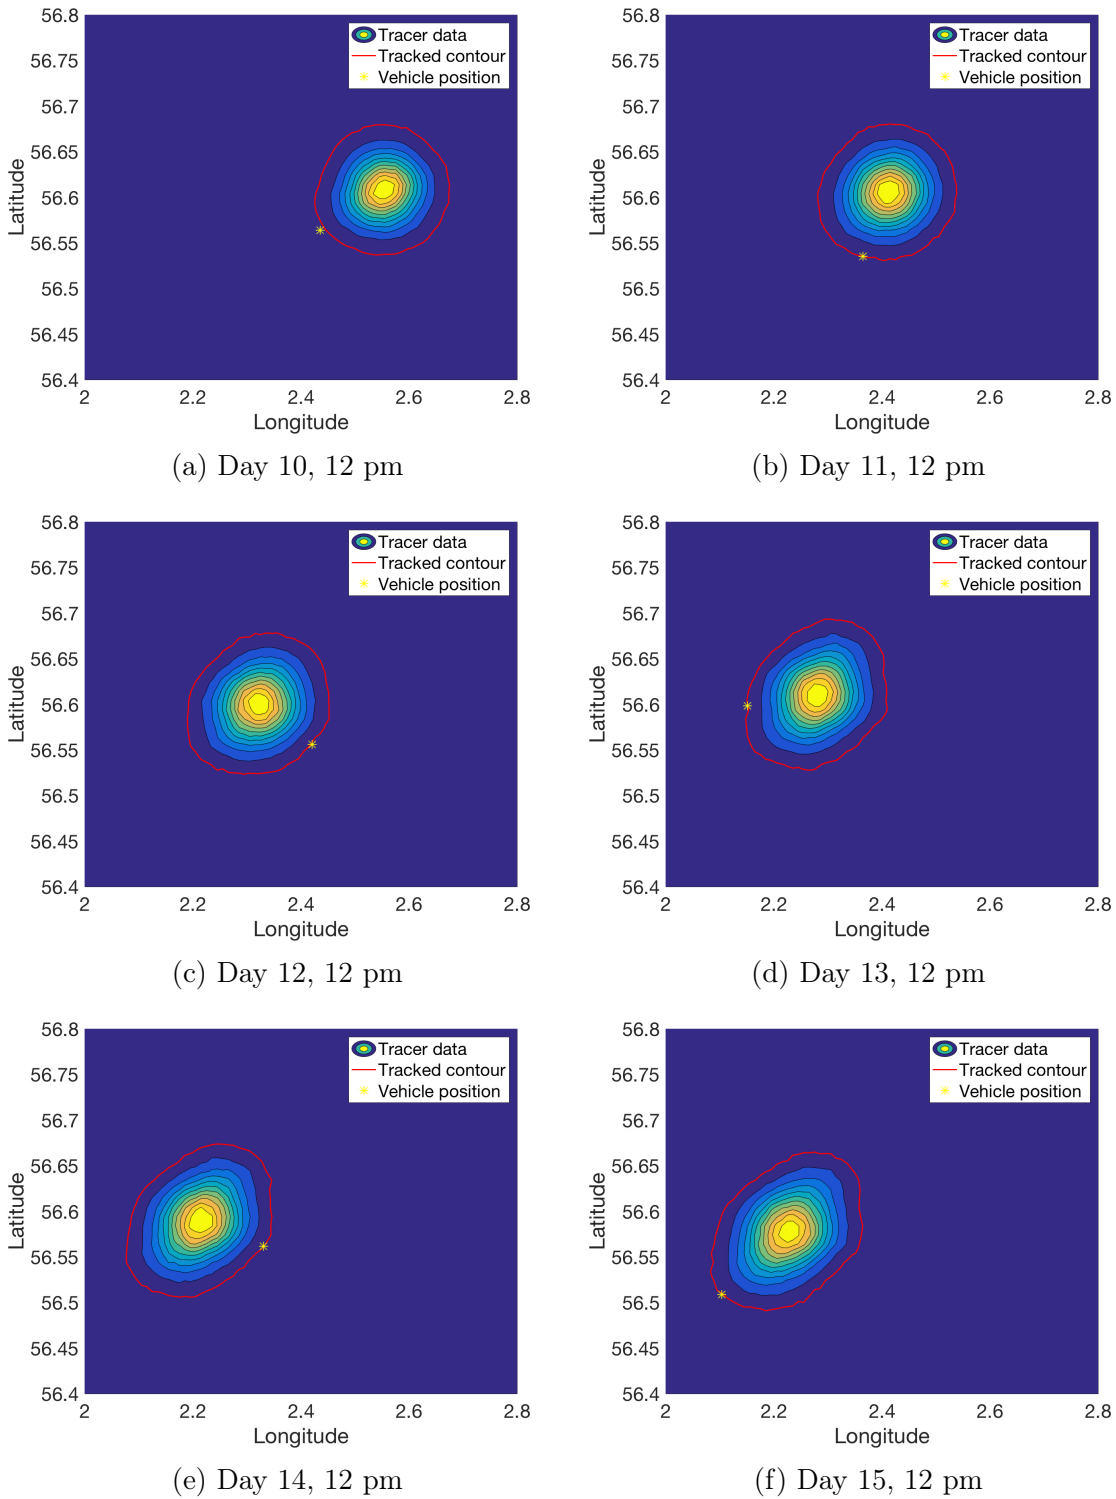 56.8
56.75
56.7
56.65
56.6
56.55
56.5
56.45
56.4
Latitude
2 2.2 2.4 2.6 2.8
Longitude
Tracer data
Tracked contour
Vehicle position
(a) Day 10, 12 pm
56.8
56.75
56.7
56.65
56.6
56.55
56.5
56.45
56.4
Latitude
2 2.2 2.4 2.6 2.8
Longitude
Tracer data
Tracked contour
Vehicle position
(b) Day 11, 12 pm
56.8
56.75
56.7
56.65
56.6
56.55
56.5
56.45
56.4
Latitude
2 2.2 2.4 2.6 2.8
Longitude
Tracer data
Tracked contour
Vehicle position
(c) Day 12, 12 pm
56.8
56.75
56.7
56.65
56.6
56.55
56.5
56.45
56.4
Latitude
2 2.2 2.4 2.6 2.8
Longitude
Tracer data
Tracked contour
Vehicle position
(d) Day 13, 12 pm
56.8
56.75
56.7
56.65
56.6
56.55
56.5
56.45
56.4
Latitude
2 2.2 2.4 2.6 2.8
Longitude
Tracer data
Tracked contour
Vehicle position
(e) Day 14, 12 pm
56.8
56.75
56.7
56.65
56.6
56.55
56.5
56.45
56.4
Latitude
2 2.2 2.4 2.6 2.8
Longitude
Tracer data
Tracked contour
Vehicle position
(f) Day 15, 12 pm